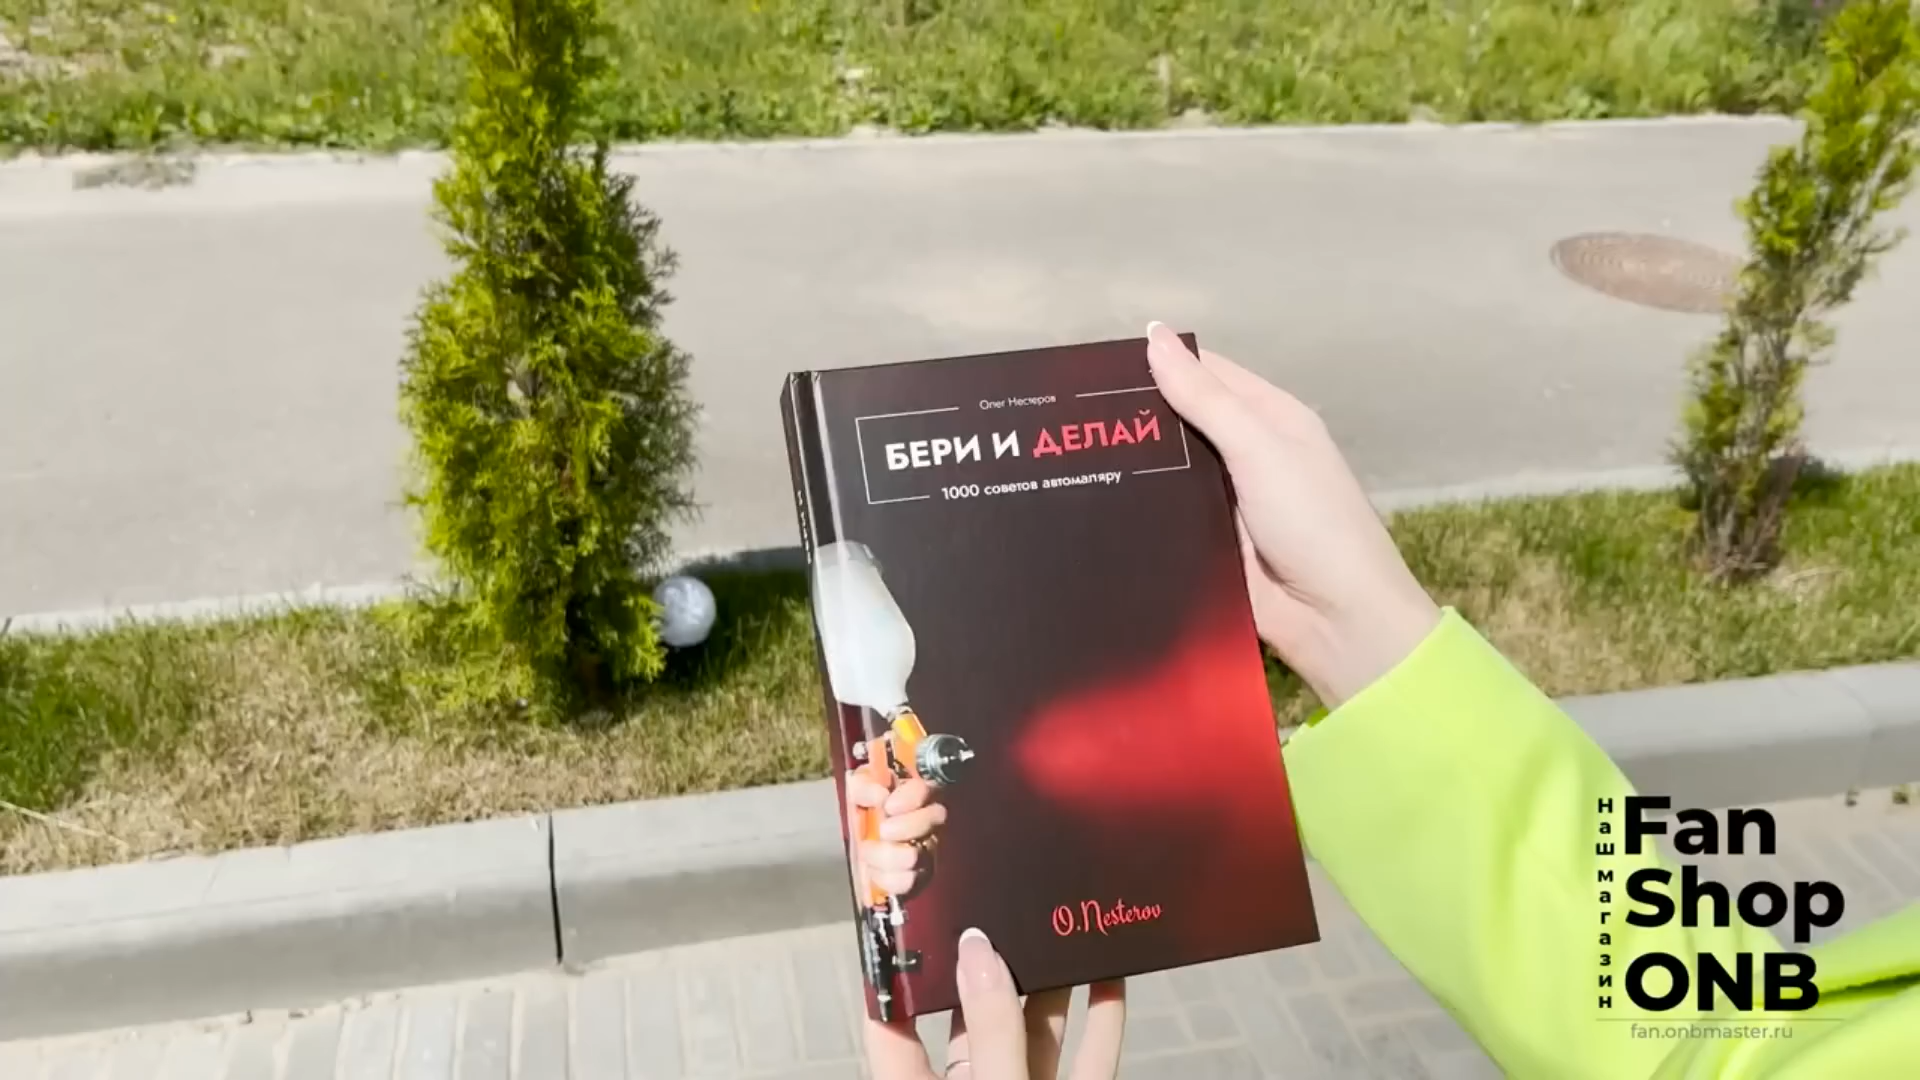 Олег Нестеров
БЕРИ И ДЕЛАЙ
1000 советов автомаляру
O.Nesterov
Наш магазин
Fan
Shop
ONB
fan.onbmaster.ru